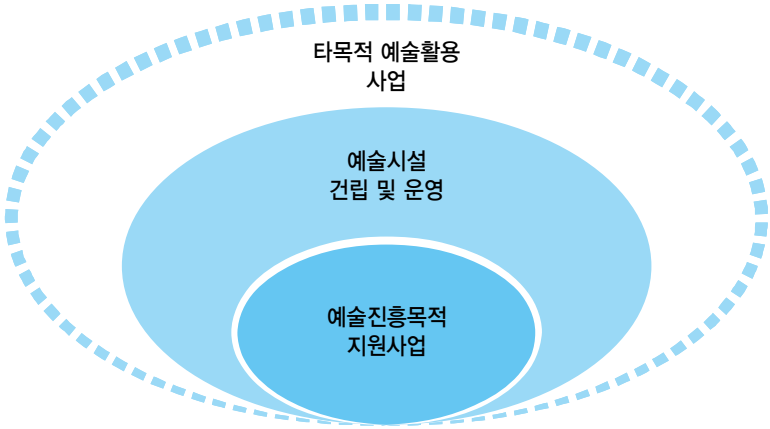 타목적 예술활용
사업
예술시설
건립 및 운영
예술진흥목적
지원사업